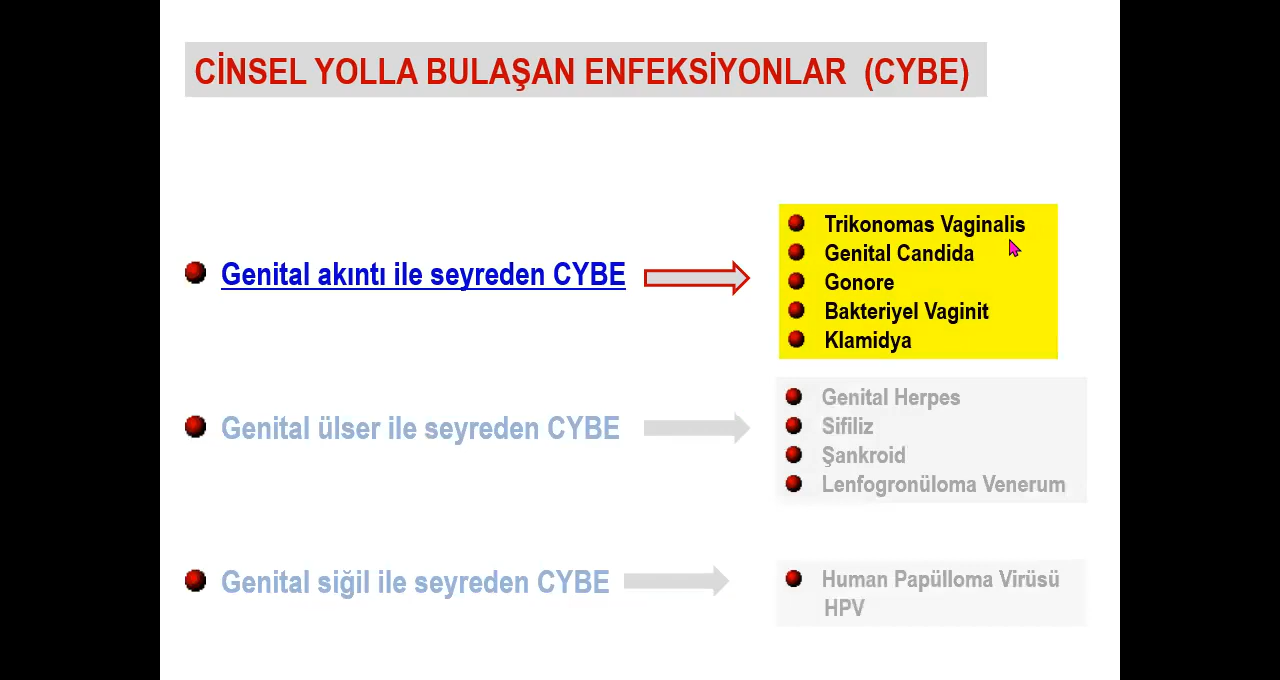 CİNSEL YOLLA BULAŞAN ENFEKSİYONLAR (CYBE)
Genital akıntı ile seyreden CYBE
Trikonomas Vaginalis
Genital Candida
Gonore
Bakteriyel Vaginit
Klamidya
Genital ülser ile seyreden CYBE
Genital Herpes
Sifiliz
Şankroid
Lenfogronüloma Venerum
Genital siğil ile seyreden CYBE
Human Papülloma Virüsü
HPV